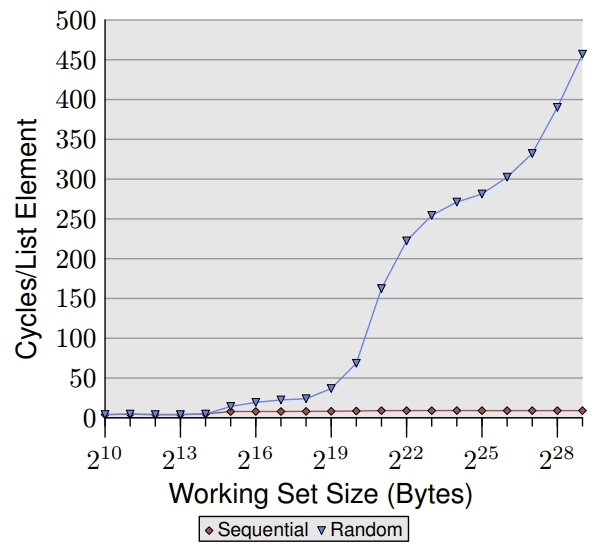 500
450
400
350
300
250
200
150
100
50
0
Cycles/List Element
2^10 2^13 2^16 2^19 2^22 2^25 2^28
Working Set Size (Bytes)
Sequential Random